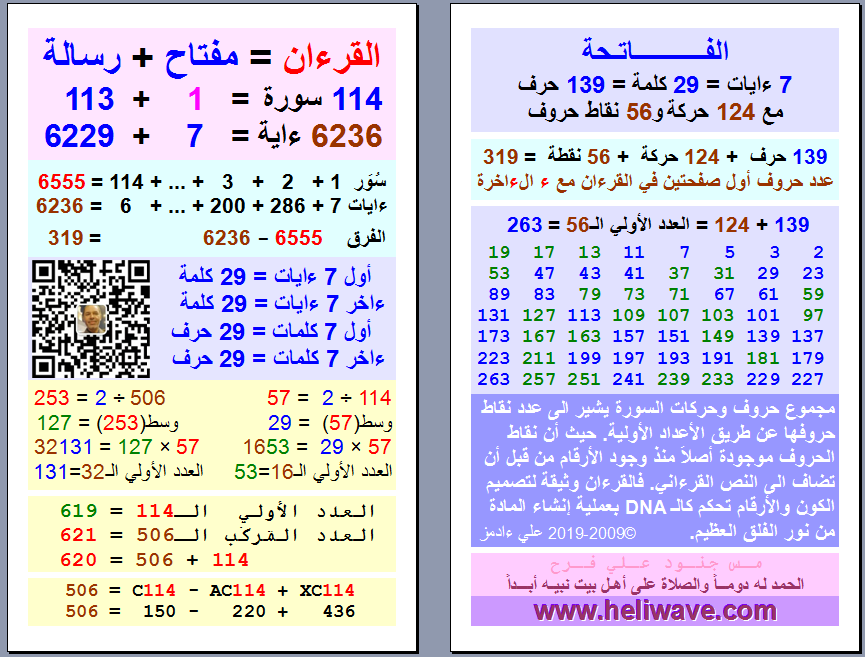 الفـــــــاتـحة
7 ءايات = 29 كلمة = 139 حرف
مع 124 حركة و56 نقاط حروف
139 حرف + 124 حركة + 56 نقطة = 319
عدد حروف أول صفحتين في القرءان مع ء الءاخرة
139 + 124 = العدد الأولي الـ56 = 263
2 3 5 7 11 13 17 19
23 29 31 37 41 43 47 53
59 61 67 71 73 79 83 89
97 101 103 107 109 113 127 131
137 139 149 151 157 163 167 173
179 181 191 193 197 199 211 223
227 229 233 239 241 251 257 263
مجموع حروف وحركات السورة يشير الى عدد نقاط
حروفها عن طريق الأعداد الأولية. حيث أن نقاط
الحروف موجودة أصلاً منذ وجود الأرقام من قبل أن
تضاف الى النص القرءاني. فالقرءان وثيقة لتصميم
الكون والأرقام تحكم كالـ DNA بعملية إنشاء المادة
من نور الفلق العظيم. ©2009-2019 علي ءادمز
مـس جـنـود عـلـي فـــرح
الحمد له دومـاً والصلاة على أهل بيت نبيـه أبـداً
www.heliwave.com
القرءان = مفتاح + رسالة
114 سورة = 1 + 113
6236 ءاية = 7 + 6229
سُوَر 1 + 2 + 3 + ... + 114 = 6555
ءايات 7 + 286 + 200 + ... + 6 = 6236
الفرق 6555 – 6236 = 319
أول 7 ءايات = 29 كلمة
ءاخر 7 ءايات = 29 كلمة
أول 7 كلمات = 29 حرف
ءاخر 7 كلمات = 29 حرف
114 ÷ 2 = 57 506 ÷ 2 = 253
وسط(57) = 29 وسط(253) = 127
57 × 29 = 1653 57 × 127 = 32131
العدد الأولي الـ16=53 العدد الأولي الـ32=131
العدد الأولي الــ114 = 619
العدد المركب الــ506 = 621
114 + 506 = 620
XC114 + AC114 - C114 = 506
436 + 220 - 150 = 506